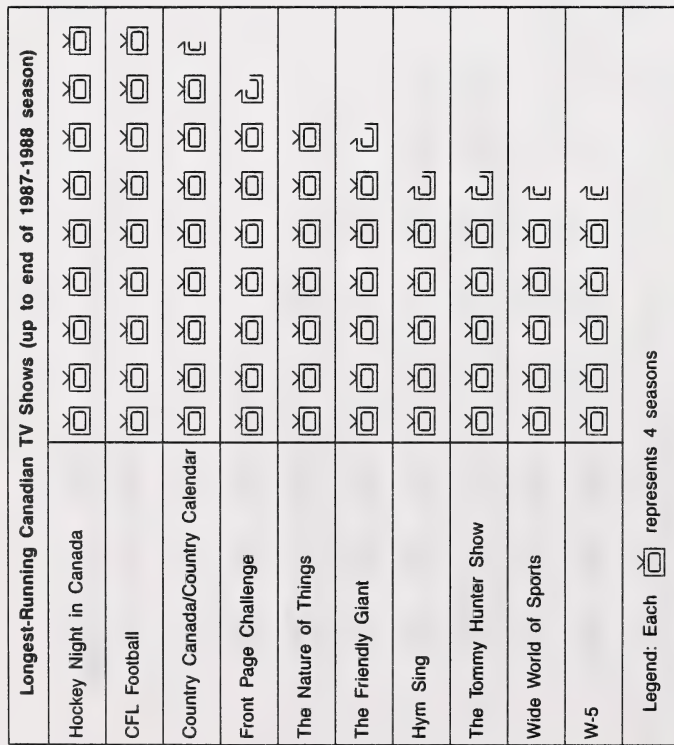 Longest-Running Canadian TV Shows (up to end of 1987-1988 season)
Hockey Night in Canada
CFL Football
Country Canada/Country Calendar
Front Page Challenge
The Nature of Things
The Friendly Giant
Hym Sing
The Tommy Hunter Show
Wide World of Sports
W-5
Legend: Each represents 4 seasons